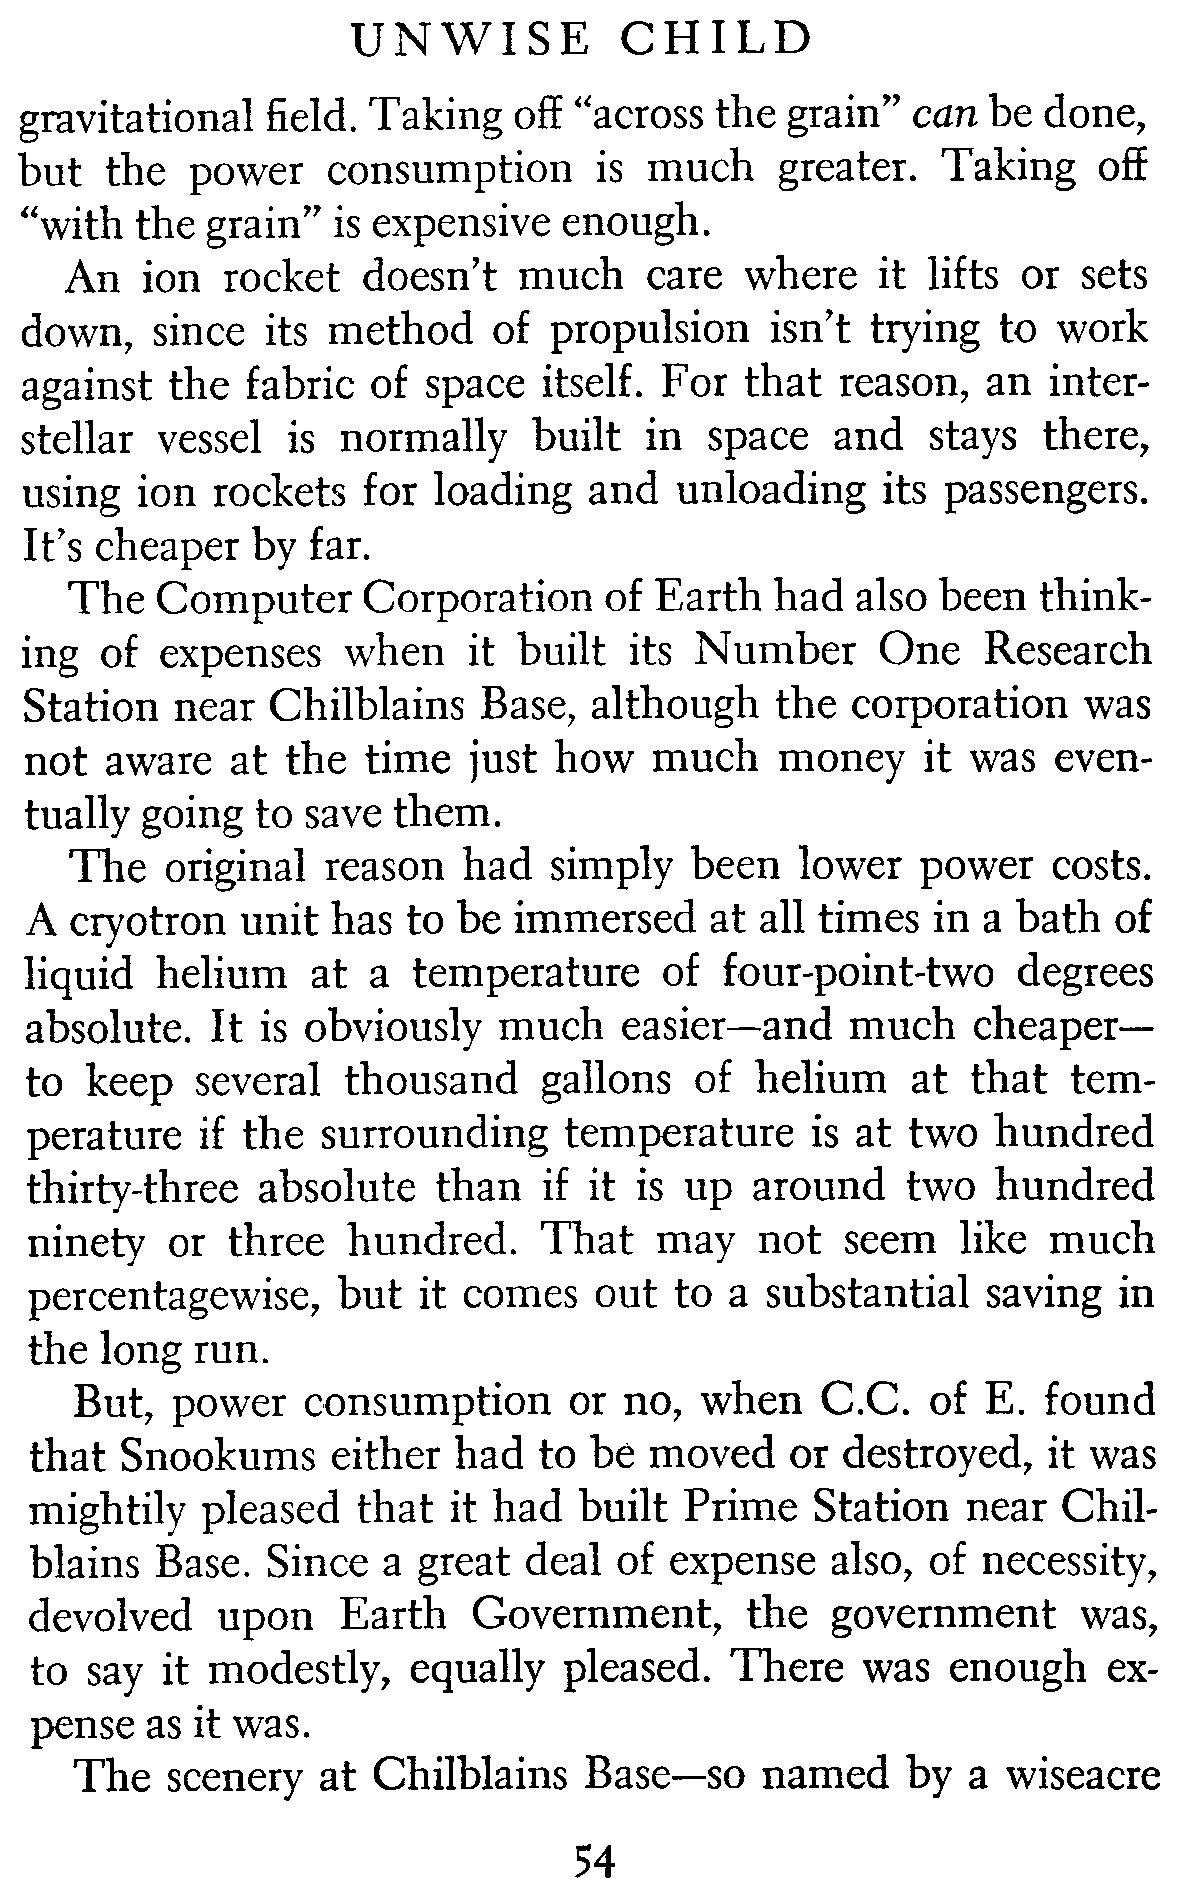 UNWISE CHILD
gravitational field. Taking off “across the grain” can be done,
but the power consumption is much greater. Taking off
“with the grain” is expensive enough.
An ion rocket doesn’t much care where it lifts or sets
down, since its method of propulsion isn’t trying to work
against the fabric of space itself. For that reason, an inter-
stellar vessel is normally built in space and stays there,
using ion rockets for loading and unloading its passengers.
It’s cheaper by far.
The Computer Corporation of Earth had also been think-
ing of expenses when it built its Number One Research
Station near Chilblains Base, although the corporation was
not aware at the time just how much money it was even-
tually going to save them.
The original reason had simply been lower power costs.
A cryotron unit has to be immersed at all times in a bath of
liquid helium at a temperature of four-point-two degrees
absolute. It is obviously much easier—and much cheaper—
to keep several thousand gallons of helium at that tem-
perature if the surrounding temperature is at two hundred
thirty-three absolute than if it is up around two hundred
ninety or three hundred. That may not seem like much
percentagewise, but it comes out to a substantial saving in
the long run.
But, power consumption or no, when C.C. of E. found
that Snookums either had to be moved or destroyed, it was
mightily pleased that it had built Prime Station near Chil-
blains Base. Since a great deal of expense also, of necessity,
devolved upon Earth Government, the government was,
to say it modestly, equally pleased. There was enough ex-
pense as it was.
The scenery at Chilblains Base—so named by a wiseacre
54